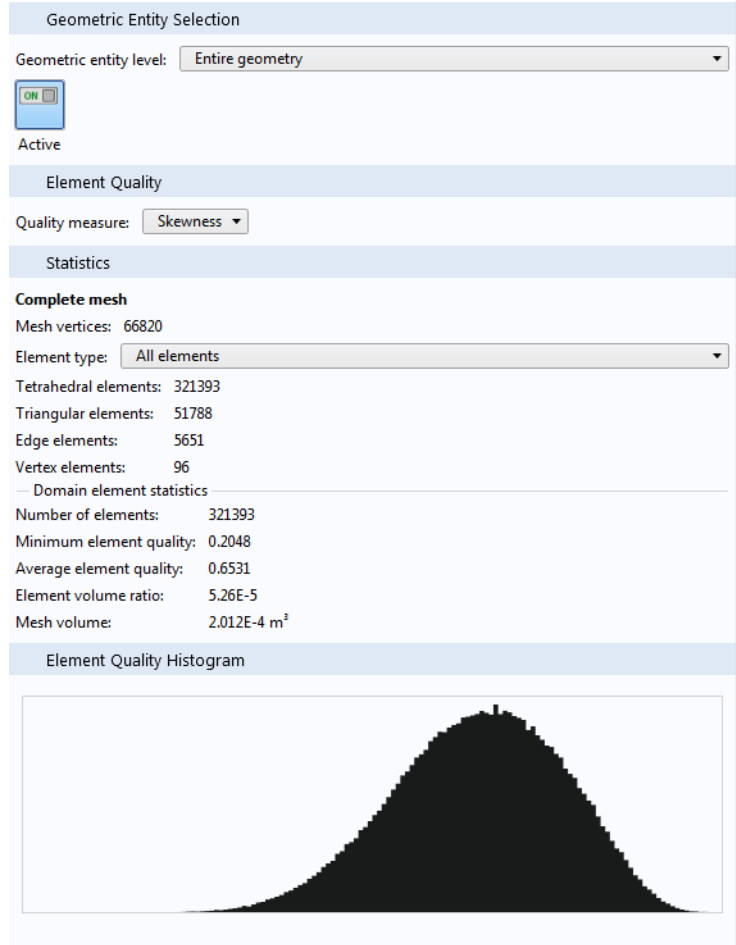 Geometric Entity Selection
Geometric entity level: Entire geometry
ON
Active
Element Quality
Quality measure: Skewness
Statistics
Complete mesh
Mesh vertices: 66820
Element type: All elements
Tetrahedral elements: 321393
Triangular elements: 51788
Edge elements: 5651
Vertex elements: 96
Domain element statistics
Number of elements: 321393
Minimum element quality: 0.2048
Average element quality: 0.6531
Element volume ratio: 5.26E-5
Mesh volume: 2.012E-4 m³
Element Quality Histogram